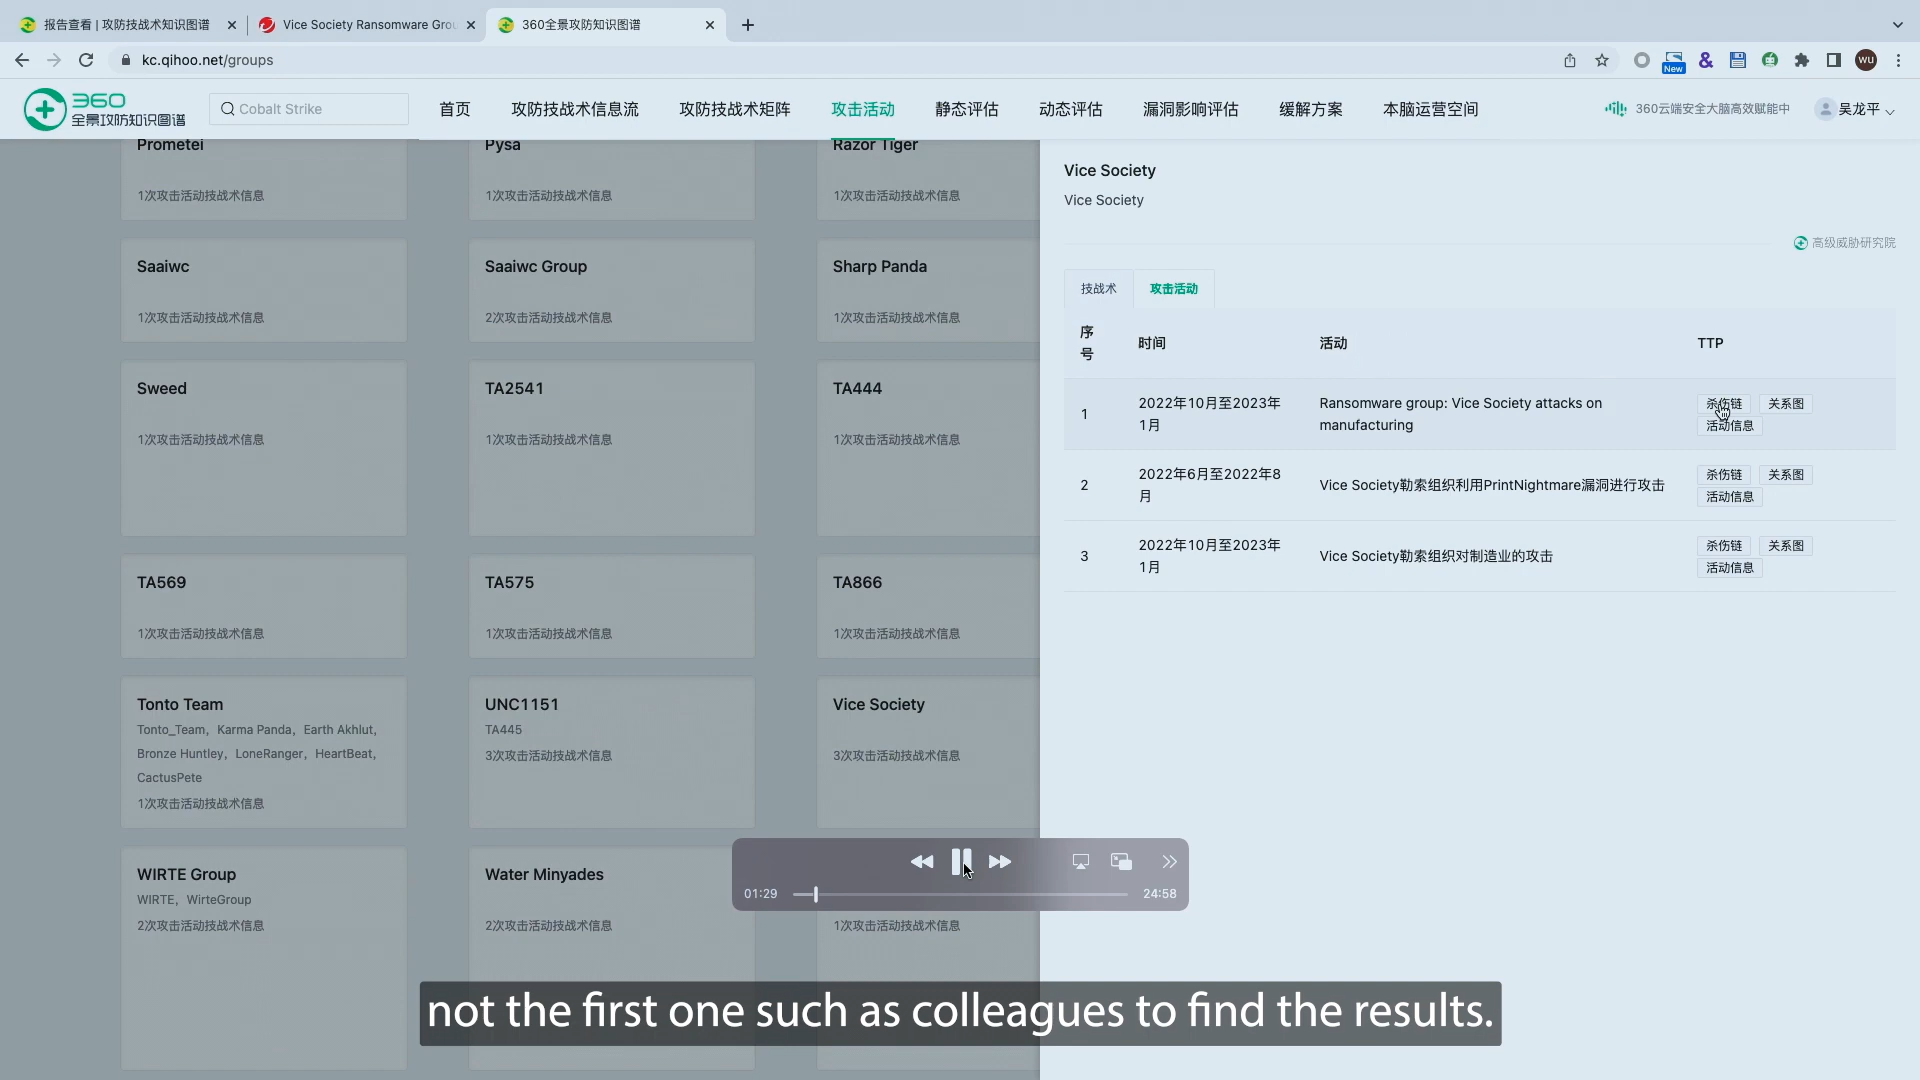 报告查看 | 攻防技战术知识图谱
Vice Society Ransomware Grou
360全景攻防知识图谱
kc.qihoo.net/groups
New
wu
360
全景攻防知识图谱
Cobalt Strike
首页
攻防技战术信息流
攻防技战术矩阵
攻击活动
静态评估
动态评估
漏洞影响评估
缓解方案
本脑运营空间
360云端安全大脑高效赋能中
吴龙平
Prometei
1次攻击活动技战术信息
Pysa
1次攻击活动技战术信息
Razor Tiger
1次攻击活动技战术信息
Saaiwc
1次攻击活动技战术信息
Saaiwc Group
2次攻击活动技战术信息
Sharp Panda
1次攻击活动技战术信息
Sweed
1次攻击活动技战术信息
TA2541
1次攻击活动技战术信息
TA444
1次攻击活动技战术信息
TA569
1次攻击活动技战术信息
TA575
1次攻击活动技战术信息
TA866
1次攻击活动技战术信息
Tonto Team
Tonto_Team, Karma Panda, Earth Akhlut,
Bronze Huntley, LoneRanger, HeartBeat,
CactusPete
1次攻击活动技战术信息
UNC1151
TA445
3次攻击活动技战术信息
Vice Society
3次攻击活动技战术信息
WIRTE Group
WIRTE, WirteGroup
2次攻击活动技战术信息
Water Minyades
2次攻击活动技战术信息
1次攻击活动技战术信息
Vice Society
Vice Society
高级威胁研究院
技战术
攻击活动
序号
时间
活动
TTP
1
2022年10月至2023年
1月
Ransomware group: Vice Society attacks on
manufacturing
杀伤链
关系图
活动信息
2
2022年6月至2022年8
月
Vice Society勒索组织利用PrintNightmare漏洞进行攻击
杀伤链
关系图
活动信息
3
2022年10月至2023年
1月
Vice Society勒索组织对制造业的攻击
杀伤链
关系图
活动信息
01:29
24:58
not the first one such as colleagues to find the results.